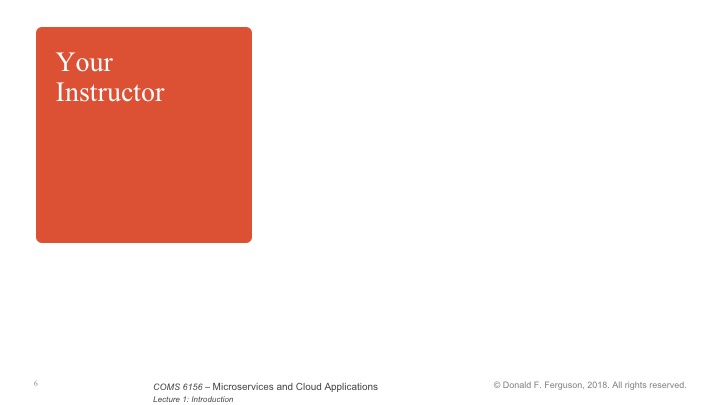 Your
Instructor
6
COMS 6156 – Microservices and Cloud Applications
Lecture 1: Introduction
© Donald F. Ferguson, 2018. All rights reserved.